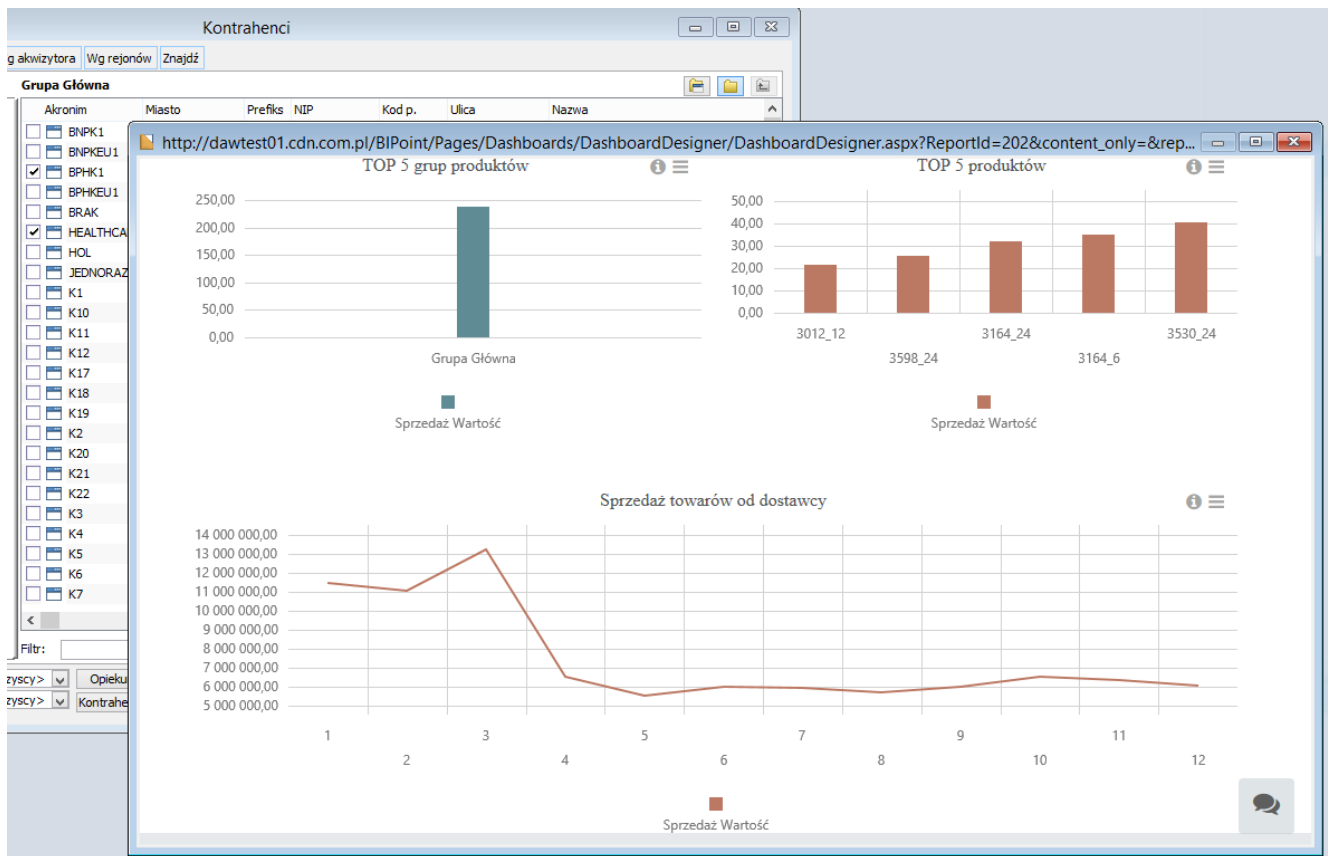 Kontrahenci
g akwizytora Wg rejonów Znajdź
Grupa Główna
Akronim Miasto Prefiks NIP Kod p. Ulica Nazwa
BNPK1
BNPKEU1
BPHK1
BPHKEU1
BRAK
HEALTHCA
HOL
JEDNORAZ
K1
K10
K11
K12
K17
K18
K19
K2
K20
K21
K22
K3
K4
K5
K6
K7
Filtr:
zyscy> Opieku
zyscy> Kontrahe
http://dawtest01.cdn.com.pl/BIPoint/Pages/Dashboards/DashboardDesigner/DashboardDesigner.aspx?ReportId=202&content_only=&rep...
TOP 5 grup produktów
250,00
200,00
150,00
100,00
50,00
0,00
Grupa Główna
Sprzedaż Wartość
TOP 5 produktów
50,00
40,00
30,00
20,00
10,00
0,00
3012_12 3164_24 3530_24
3598_24 3164_6
Sprzedaż Wartość
Sprzedaż towarów od dostawcy
14 000 000,00
13 000 000,00
12 000 000,00
11 000 000,00
10 000 000,00
9 000 000,00
8 000 000,00
7 000 000,00
6 000 000,00
5 000 000,00
1 3 5 7 9 11
2 4 6 8 10 12
Sprzedaż Wartość